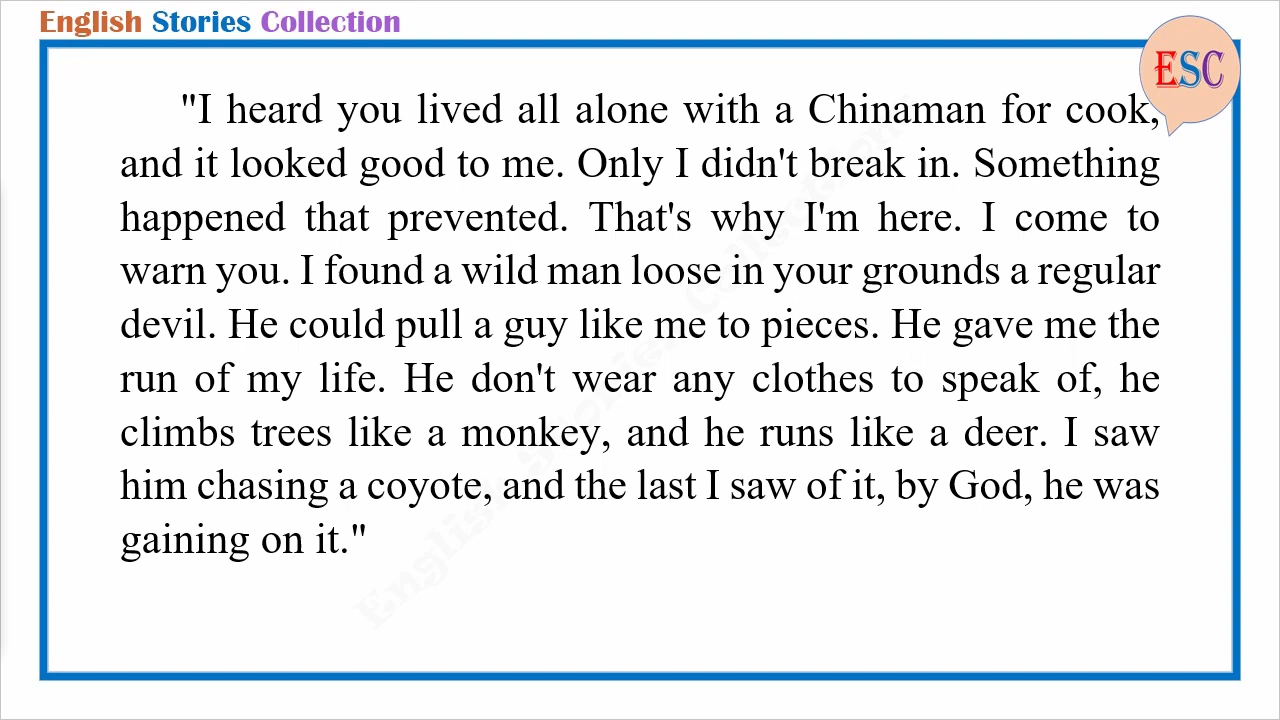 English Stories Collection
ESC
"I heard you lived all alone with a Chinaman for cook,
and it looked good to me. Only I didn't break in. Something
happened that prevented. That's why I'm here. I come to
warn you. I found a wild man loose in your grounds a regular
devil. He could pull a guy like me to pieces. He gave me the
run of my life. He don't wear any clothes to speak of, he
climbs trees like a monkey, and he runs like a deer. I saw
him chasing a coyote, and the last I saw of it, by God, he was
gaining on it."
English Stories Collection